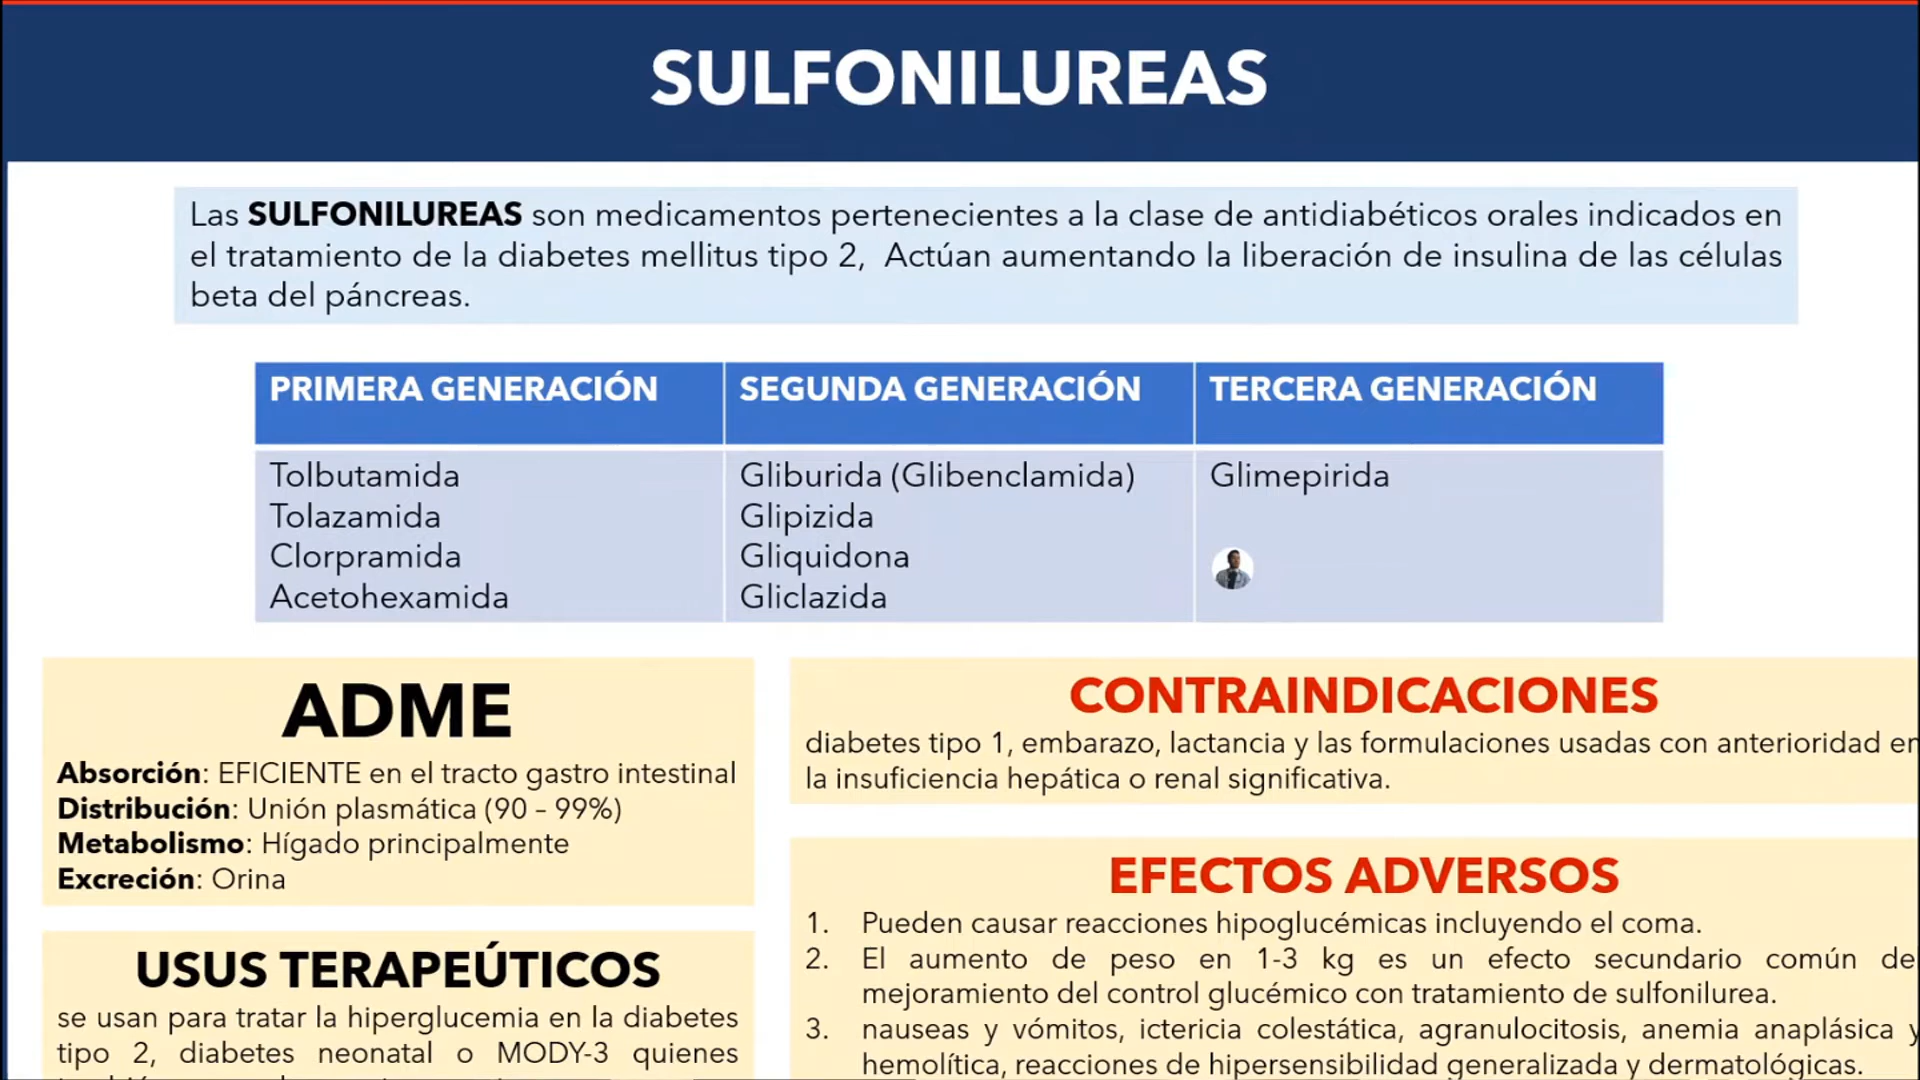 SULFONILUREAS
Las SULFONILUREAS son medicamentos pertenecientes a la clase de antidiabéticos orales indicados en
el tratamiento de la diabetes mellitus tipo 2, Actúan aumentando la liberación de insulina de las células
beta del páncreas.
PRIMERA GENERACIÓN
Tolbutamida
Tolazamida
Clorpramida
Acetohexamida
SEGUNDA GENERACIÓN
Gliburida (Glibenclamida)
Glipizida
Gliquidona
Gliclazida
TERCERA GENERACIÓN
Glimepirida
ADME
Absorción: EFICIENTE en el tracto gastro intestinal
Distribución: Unión plasmática (90 – 99%)
Metabolismo: Hígado principalmente
Excreción: Orina
USUS TERAPEÚTICOS
se usan para tratar la hiperglucemia en la diabetes
tipo 2, diabetes neonatal o MODY-3 quienes
CONTRAINDICACIONES
diabetes tipo 1, embarazo, lactancia y las formulaciones usadas con anterioridad en
la insuficiencia hepática o renal significativa.
EFECTOS ADVERSOS
1. Pueden causar reacciones hipoglucémicas incluyendo el coma.
2. El aumento de peso en 1-3 kg es un efecto secundario común de
mejoramiento del control glucémico con tratamiento de sulfonilurea.
3. nauseas y vómitos, ictericia colestática, agranulocitosis, anemia anaplásica y
hemolítica, reacciones de hipersensibilidad generalizada y dermatológicas.